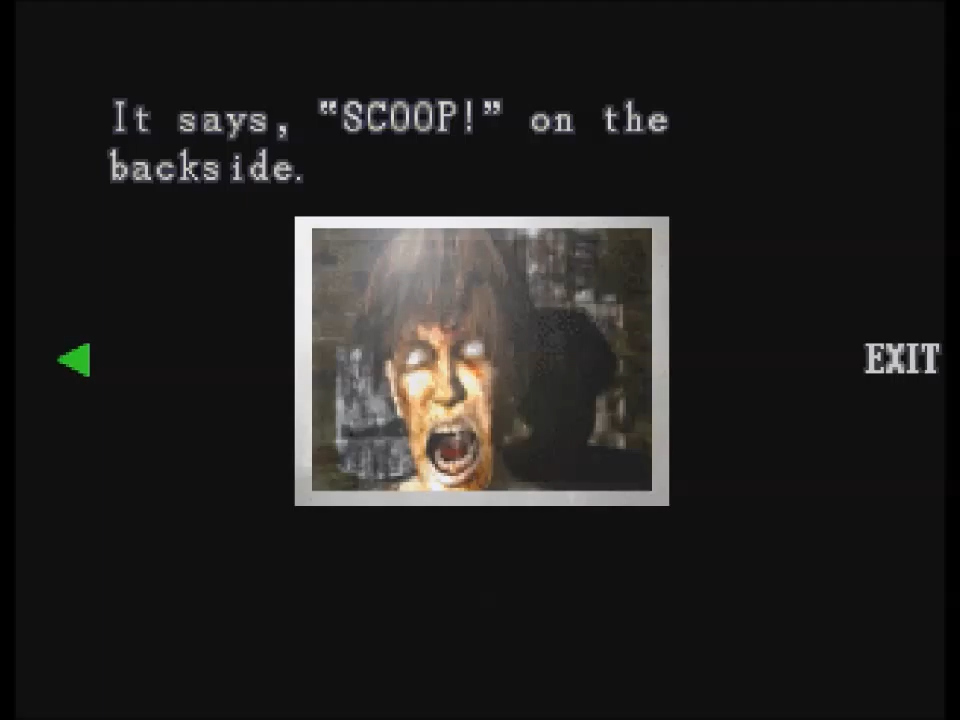 It says, "SCOOP!" on the
backside.
EXIT